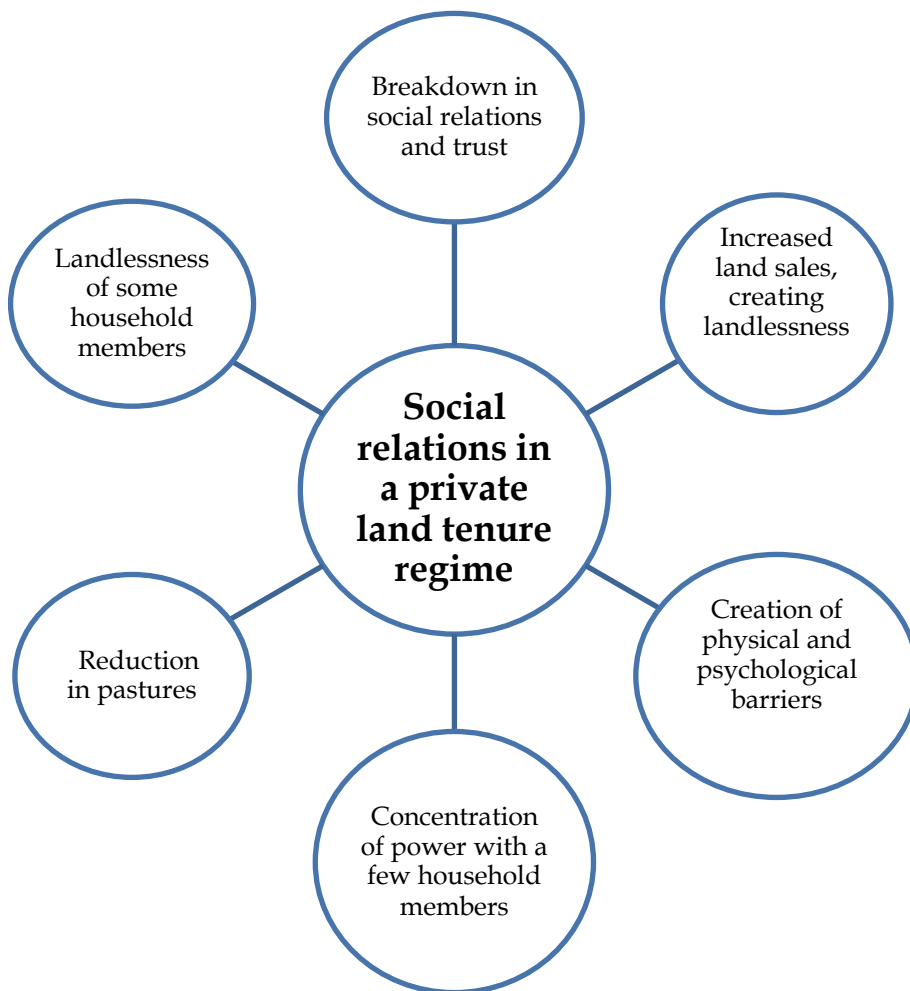 Breakdown in
social relations
and trust
Landlessness
of some
household
members
Increased
land sales,
creating
landlessness
Social
relations in
a private
land tenure
regime
Reduction
in pastures
Creation of
physical and
psychological
barriers
Concentration
of power with a
few household
members